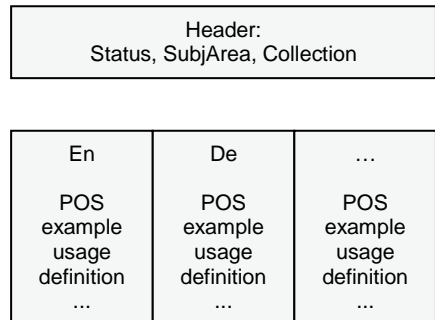 Header:
Status, SubjArea, Collection
En
POS
example
usage
definition
...
De
POS
example
usage
definition
...
…
POS
example
usage
definition
...